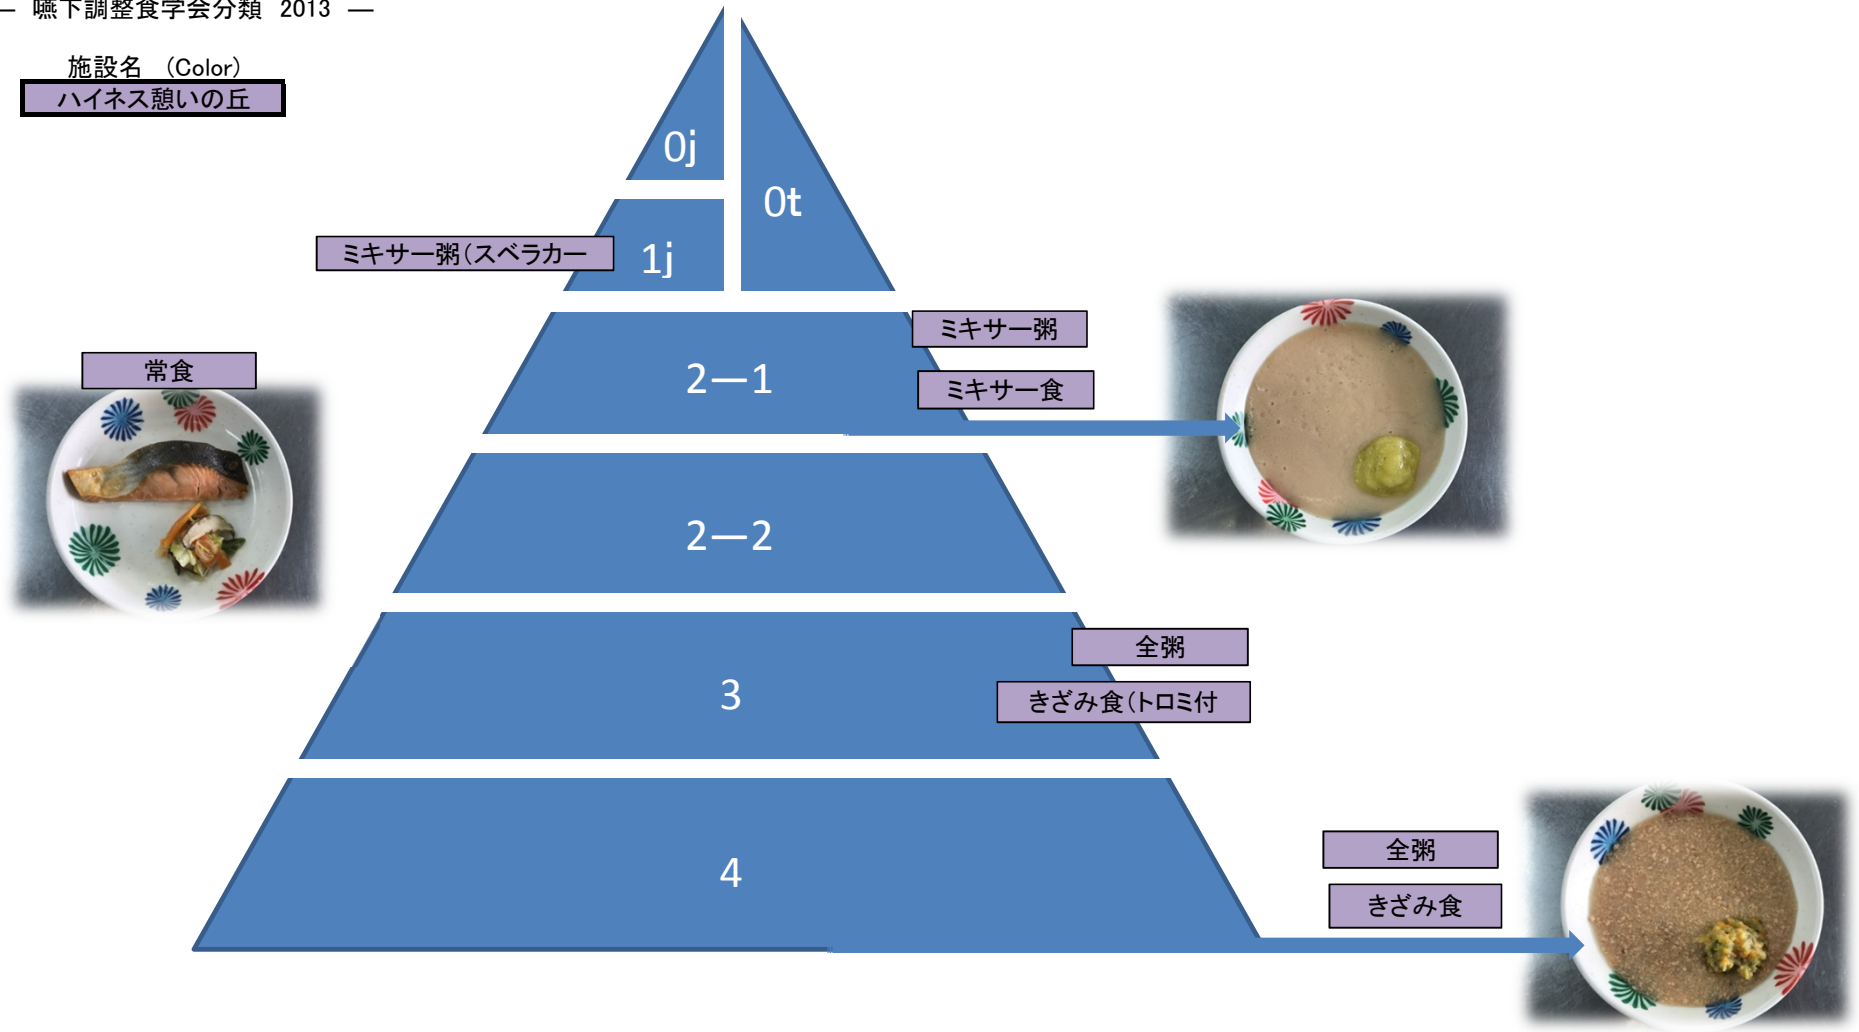 ― 嚥下調整食学会分類 2013 ―
施設名 (Color)
ハイネス憩いの丘
0j
0t
ミキサー粥(スベラカー
1j
ミキサー粥
常食
2―1
ミキサー食
2―2
全粥
3
きざみ食(トロミ付
全粥
4
きざみ食